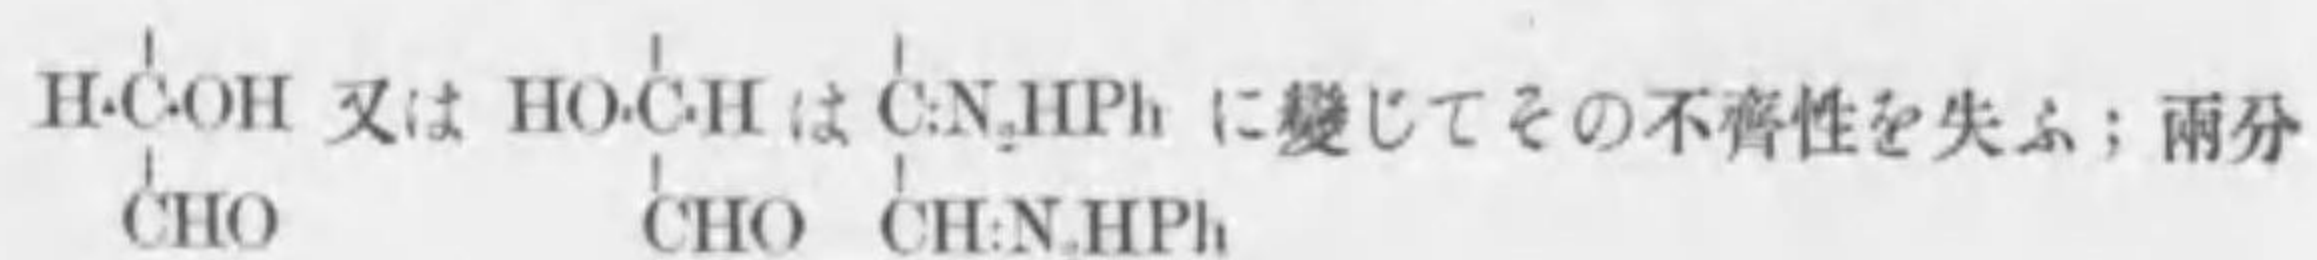 H·C·OH 又は HO·C·H は C:N₂HPh に變じてその不齊性を失ふ；兩分
CHO CHO CH:N₂HPh